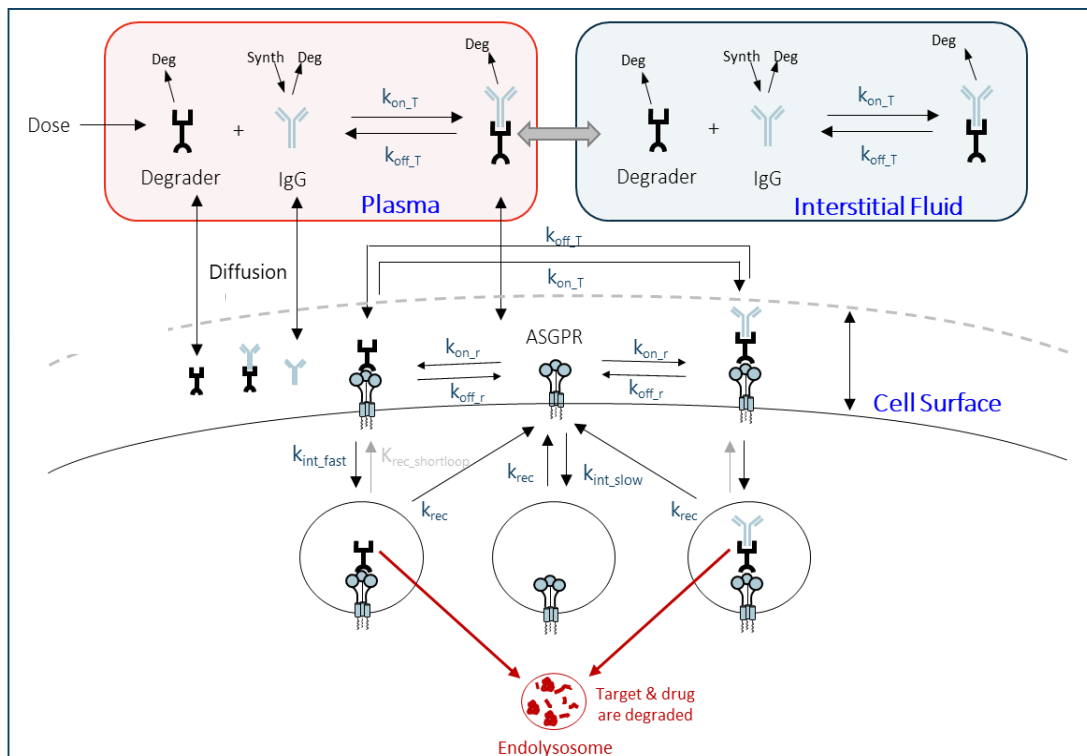 Deg
Synth
Deg
Deg
k_on_T
k_off_T
Dose
+
Degrader
IgG
Plasma
Deg
Synth
Deg
Deg
k_on_T
k_off_T
+
Degrader
IgG
Interstitial Fluid
k_off_T
k_on_T
Diffusion
ASGPR
k_on_r
k_off_r
k_on_r
k_off_r
Cell Surface
k_int_fast
K_rec_shortloop
k_rec
k_rec
k_int_slow
k_rec
Target & drug
are degraded
Endolysosome